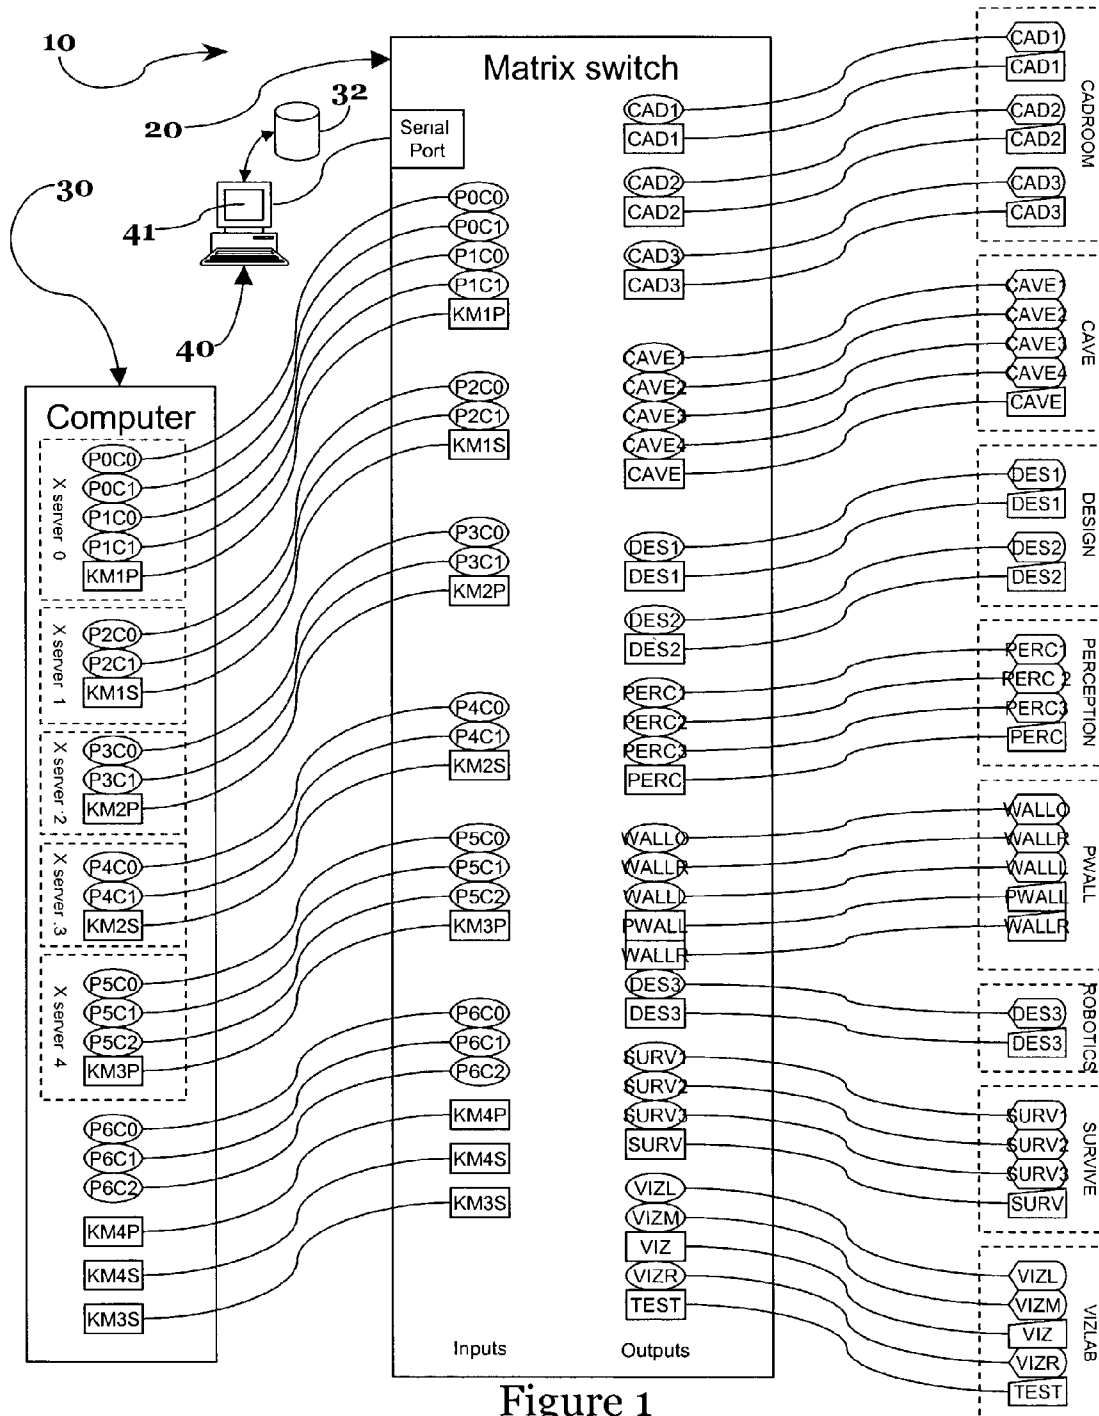 10
20
32
30
41
40
Matrix switch
Serial
Port
Computer
X server 0
P0C0
P0C1
P1C0
P1C1
KM1P
X server 1
P2C0
P2C1
KM1S
X server 2
P3C0
P3C1
KM2P
X server 3
P4C0
P4C1
KM2S
X server 4
P5C0
P5C1
P5C2
KM3P
P6C0
P6C1
P6C2
KM4P
KM4S
KM3S
P0C0
P0C1
P1C0
P1C1
KM1P
P2C0
P2C1
KM1S
P3C0
P3C1
KM2P
P4C0
P4C1
KM2S
P5C0
P5C1
P5C2
KM3P
P6C0
P6C1
P6C2
KM4P
KM4S
KM3S
Inputs
CAD1
CAD1
CAD2
CAD2
CAD3
CAD3
CAVE1
CAVE2
CAVE3
CAVE4
CAVE
DES1
DES1
DES2
DES2
PERC1
PERC2
PERC3
PERC
WALLO
WALLR
WALLL
PWALL
WALLR
DES3
DES3
SURV1
SURV2
SURV3
SURV
VIZL
VIZM
VIZ
VIZR
TEST
Outputs
CADROOM
CAD1
CAD1
CAD2
CAD2
CAD3
CAD3
CAVE
CAVE1
CAVE2
CAVE3
CAVE4
CAVE
DESIGN
DES1
DES1
DES2
DES2
PERCEPTION
PERC1
PERC 2
PERC3
PERC
PWALL
WALLO
WALLR
WALLL
PWALL
WALLR
ROBOTICS
DES3
DES3
SURVIVE
SURV1
SURV2
SURV3
SURV
VIZLAB
VIZL
VIZM
VIZ
VIZR
TEST
Figure 1